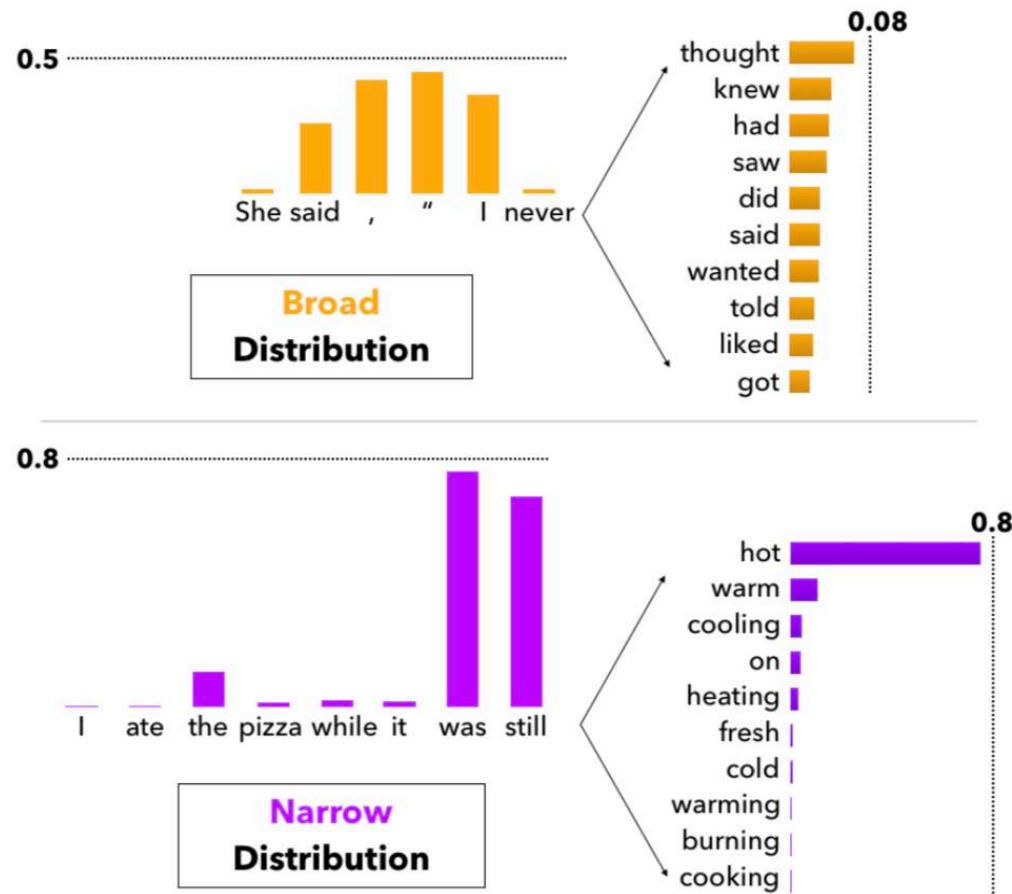 0.08
0.5
thought
knew
had
saw
did
said
wanted
told
liked
got
She said , “ I never
Broad
Distribution
0.8
0.8
hot
warm
cooling
on
heating
fresh
cold
warming
burning
cooking
I ate the pizza while it was still
Narrow
Distribution